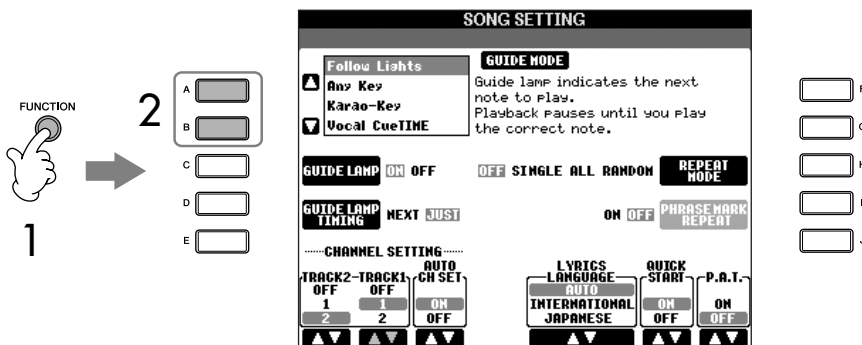 SONG SETTING
FUNCTION
1
2
A
B
C
D
E
Follow Lights
Any Key
Karao-Key
Vocal CueTIME
GUIDE MODE
Guide lamp indicates the next
note to play.
Playback pauses until you play
the correct note.
GUIDE LAMP ON OFF
OFF SINGLE ALL RANDOM REPEAT MODE
GUIDE LAMP TIMING NEXT JUST
ON OFF PHRASE MARK REPEAT
CHANNEL SETTING
TRACK2 TRACK1 AUTO CH SET
OFF OFF
1 1 ON
2 2 OFF
LYRICS LANGUAGE QUICK START P.A.T.
AUTO
INTERNATIONAL ON ON
JAPANESE OFF OFF